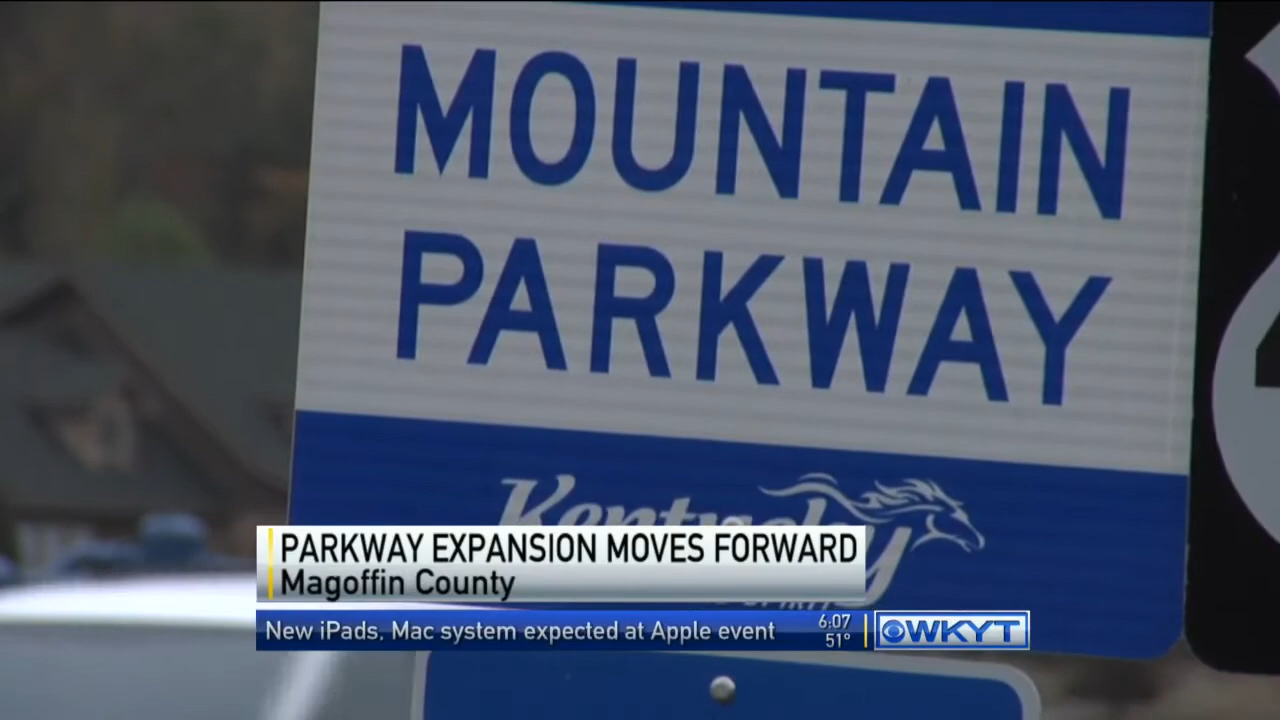 MOUNTAIN
PARKWAY
Kentucky
PARKWAY EXPANSION MOVES FORWARD
Magoffin County
New iPads, Mac system expected at Apple event
6:07
51°
WKYT